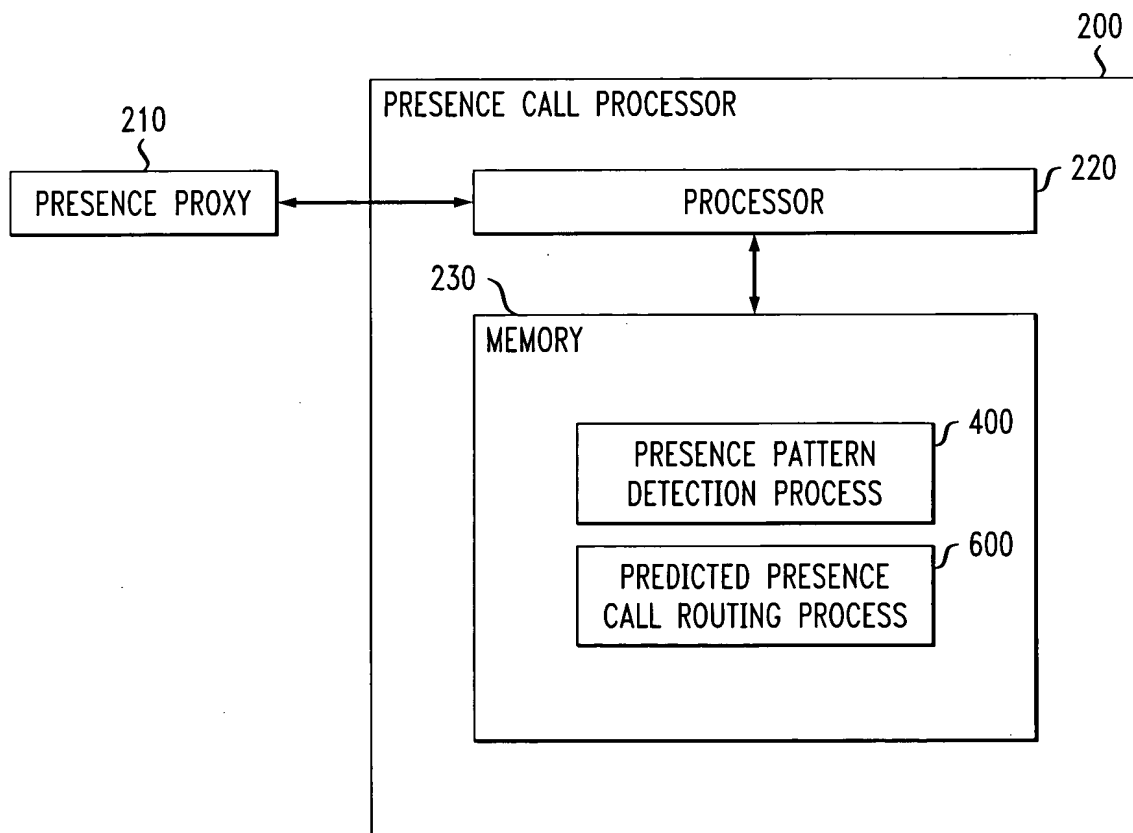 200
PRESENCE CALL PROCESSOR
210
PRESENCE PROXY
220
PROCESSOR
230
MEMORY
400
PRESENCE PATTERN
DETECTION PROCESS
600
PREDICTED PRESENCE
CALL ROUTING PROCESS